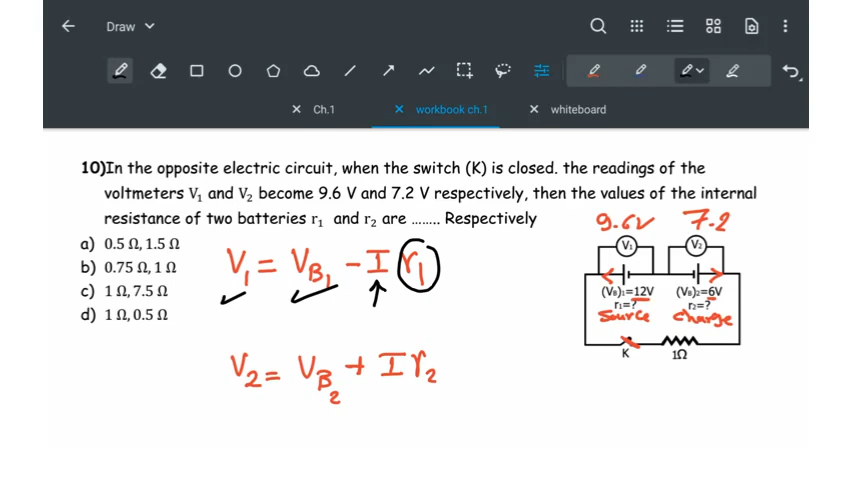 Draw
Ch.1
workbook ch.1
whiteboard
10)In the opposite electric circuit, when the switch (K) is closed. the readings of the
voltmeters V₁ and V₂ become 9.6 V and 7.2 V respectively, then the values of the internal
resistance of two batteries r₁ and r₂ are ........ Respectively
a) 0.5 Ω, 1.5 Ω
b) 0.75 Ω, 1 Ω
c) 1 Ω, 7.5 Ω
d) 1 Ω, 0.5 Ω
V₁ = V_B₁ - I r₁
V₂ = V_B₂ + I r₂
9.6V 7.2
V₁ V₂
(V_B)₁=12V (V_B)₂=6V
r₁=? r₂=?
Source Charge
K 1Ω